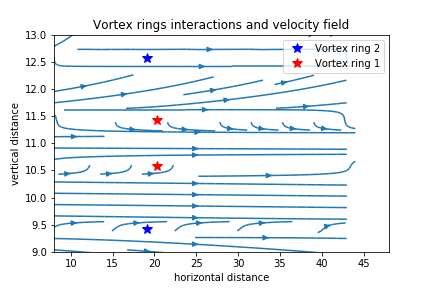 Vortex rings interactions and velocity field
13.0
Vortex ring 2
Vortex ring 1
12.5
12.0
11.5
11.0
10.5
10.0
9.5
9.0
vertical distance
10 15 20 25 30 35 40 45
horizontal distance